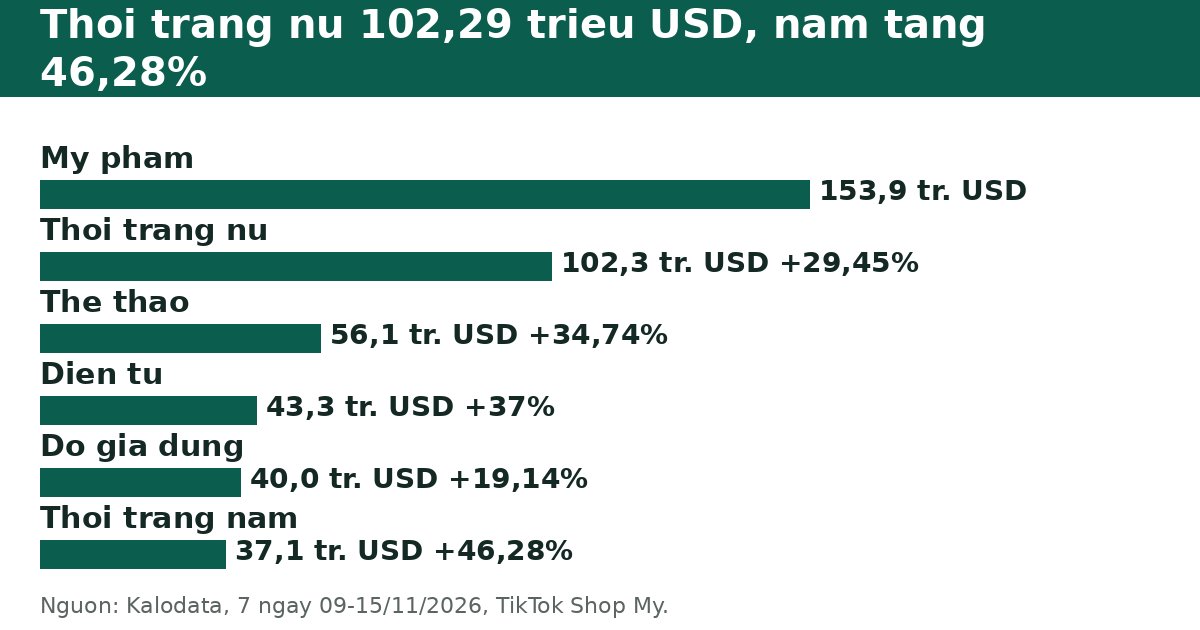 Thoi trang nu 102,29 trieu USD, nam tang
46,28%
My pham
153,9 tr. USD
Thoi trang nu
102,3 tr. USD +29,45%
The thao
56,1 tr. USD +34,74%
Dien tu
43,3 tr. USD +37%
Do gia dung
40,0 tr. USD +19,14%
Thoi trang nam
37,1 tr. USD +46,28%
Nguon: Kalodata, 7 ngay 09-15/11/2026, TikTok Shop My.